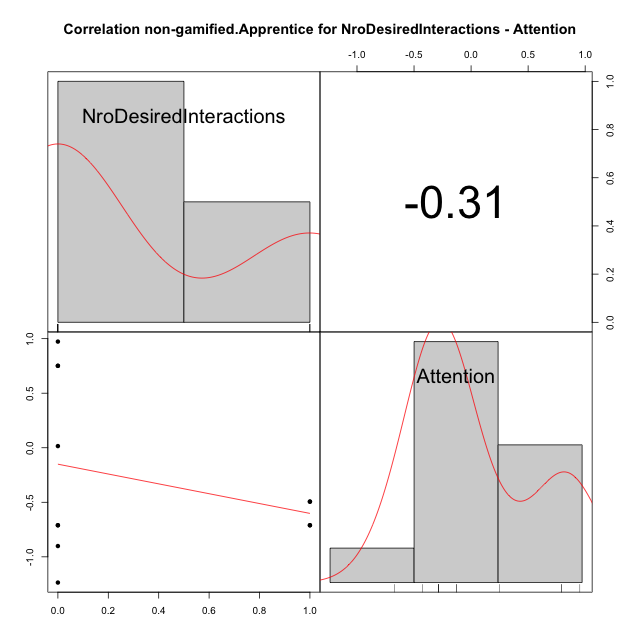 Correlation non-gamified.Apprentice for NroDesiredInteractions - Attention
-1.0 -0.5 0.0 0.5 1.0
NroDesiredInteractions
-0.31
0.0 0.2 0.4 0.6 0.8 1.0
Attention
-1.0 -0.5 0.0 0.5 1.0
0.0 0.2 0.4 0.6 0.8 1.0